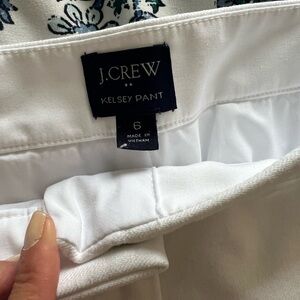 J.CREW
KELSEY PANT
6
MADE IN
VIETNAM